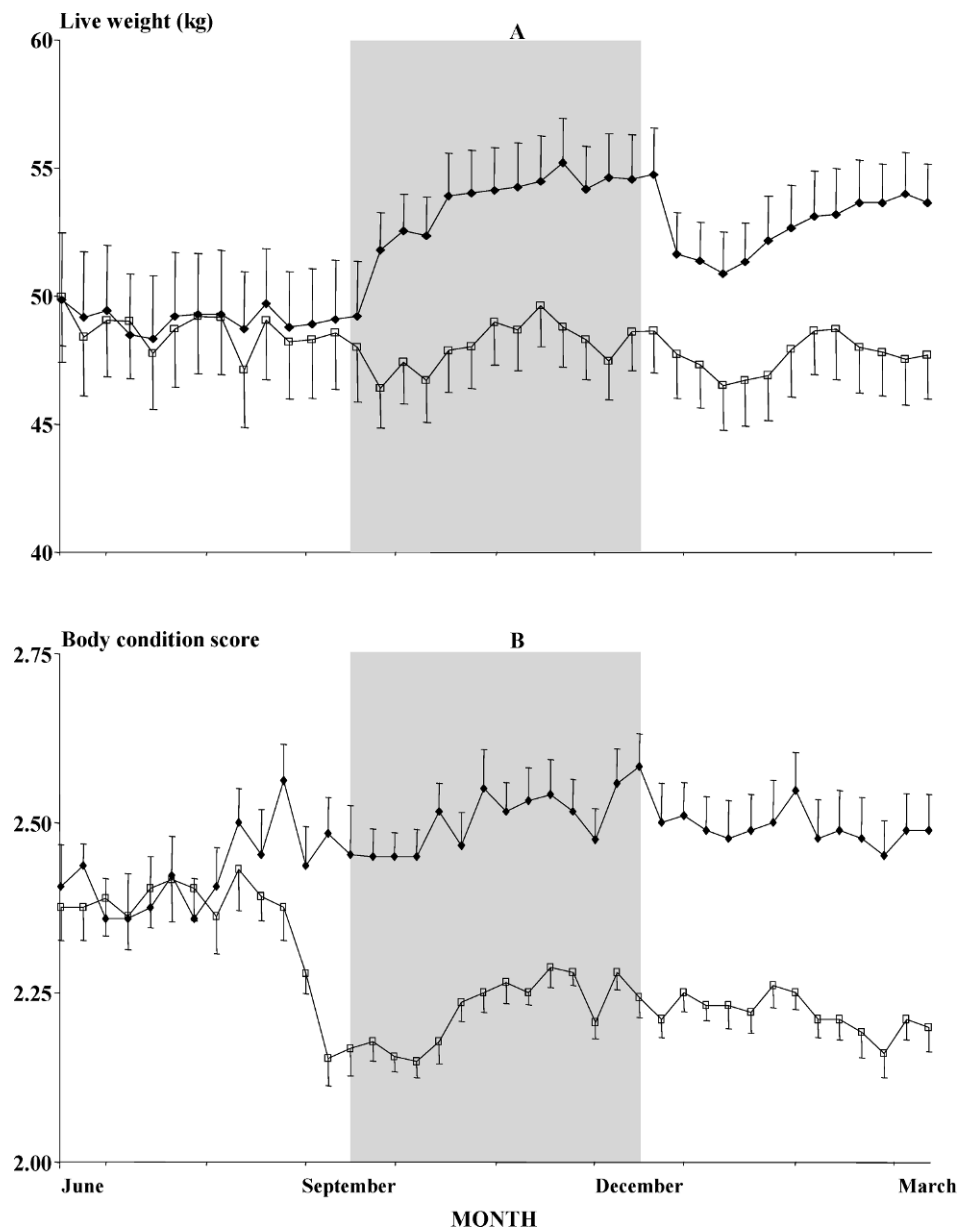 Live weight (kg)
A
60
55
50
45
40
Body condition score
B
2.75
2.50
2.25
2.00
June September December March
MONTH